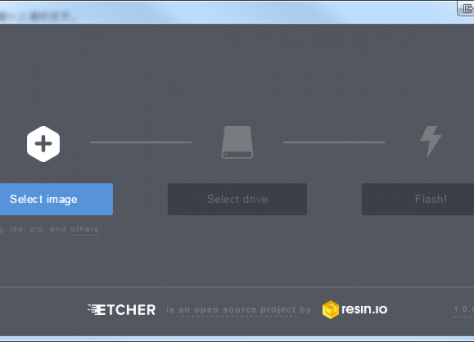 Select image
Select drive
Flash!
iso, zip, and others
ETCHER is an open source project by resin.io
1.0.